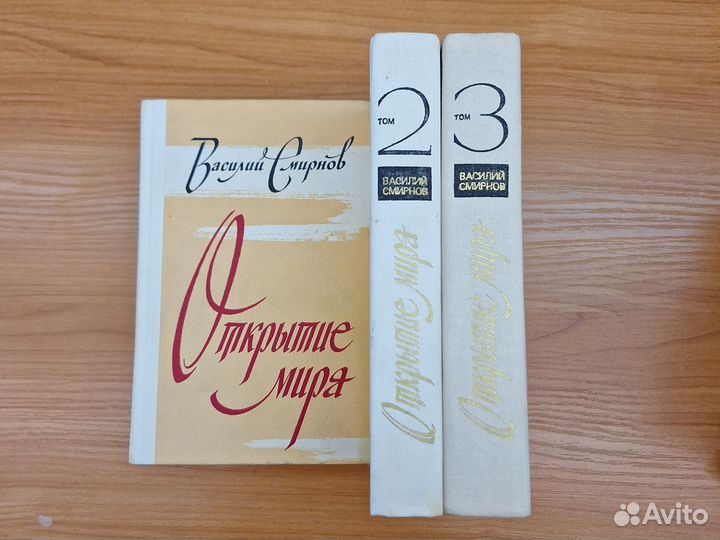 Василий Смирнов
Открытие
мира
ТОМ
2
ВАСИЛИЙ
СМИРНОВ
Открытие мира
ТОМ
3
ВАСИЛИЙ
СМИРНОВ
Открытие мира
Avito